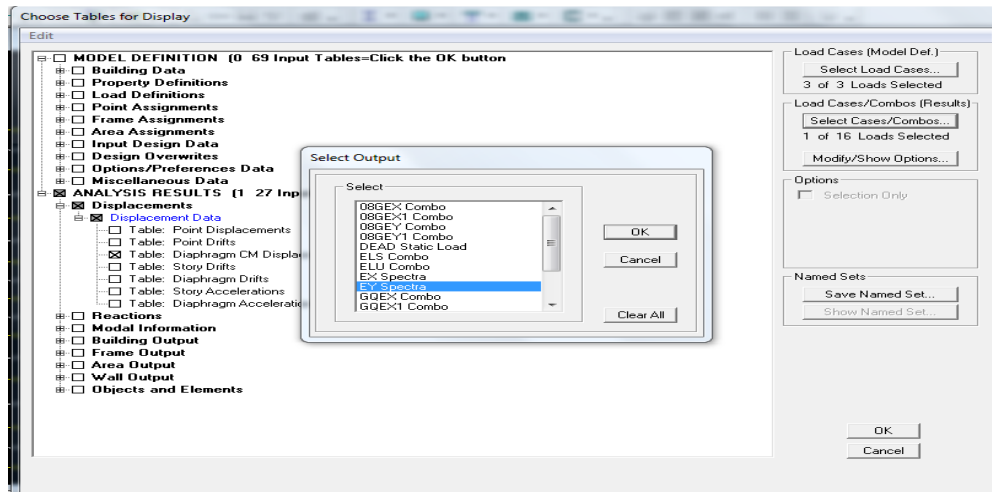 Choose Tables for Display
Edit
MODEL DEFINITION (0 69 Input Tables=Click the OK button
Building Data
Property Definitions
Load Definitions
Point Assignments
Frame Assignments
Area Assignments
Input Design Data
Design Overwrites
Options/Preferences Data
Miscellaneous Data
ANALYSIS RESULTS (1 27 Inp
Displacements
Displacement Data
Table: Point Displacements
Table: Point Drifts
Table: Diaphragm CM Displa
Table: Story Drifts
Table: Diaphragm Drifts
Table: Story Accelerations
Table: Diaphragm Acceleratio
Reactions
Modal Information
Building Output
Frame Output
Area Output
Wall Output
Objects and Elements
Select Output
Select
08GEX Combo
08GEX1 Combo
08GEY Combo
08GEY1 Combo
DEAD Static Load
ELS Combo
ELU Combo
EX Spectra
EY Spectra
GQEX Combo
GQEX1 Combo
OK
Cancel
Clear All
Load Cases (Model Def.)
Select Load Cases...
3 of 3 Loads Selected
Load Cases/Combos (Results)
Select Cases/Combos...
1 of 16 Loads Selected
Modify/Show Options...
Options
Selection Only
Named Sets
Save Named Set...
Show Named Set...
OK
Cancel